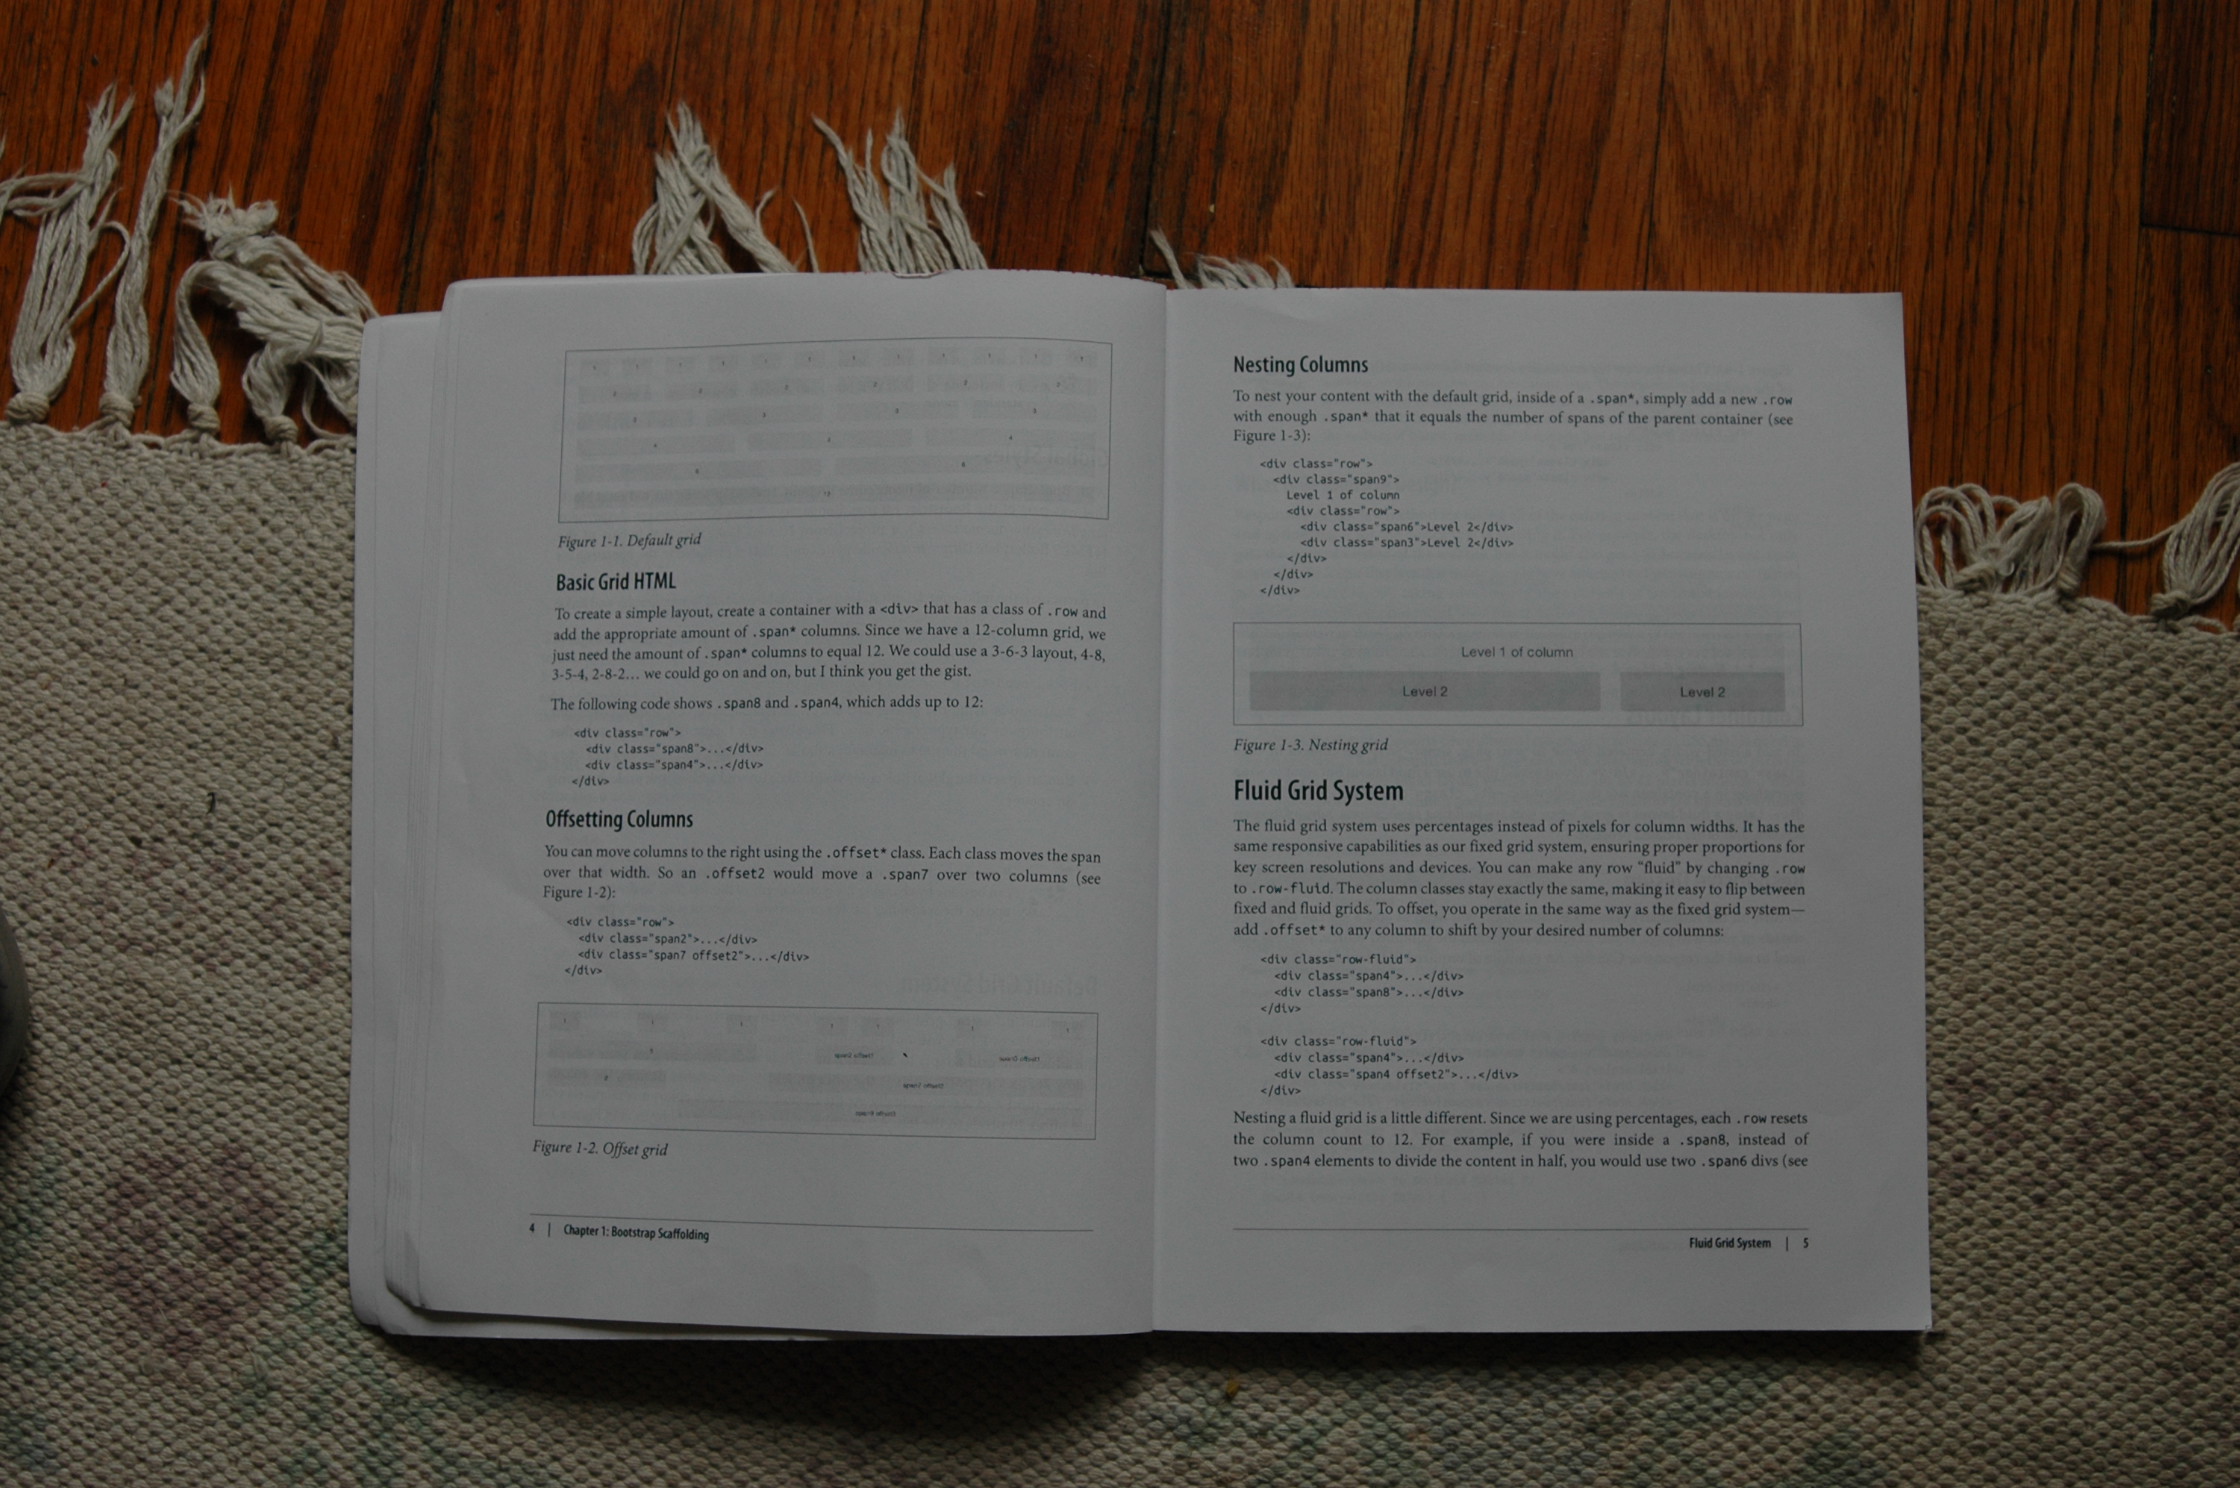 Figure 1-1. Default grid
Basic Grid HTML
To create a simple layout, create a container with a <div> that has a class of .row and
add the appropriate amount of .span* columns. Since we have a 12-column grid, we
just need the amount of .span* columns to equal 12. We could use a 3-6-3 layout, 4-8,
3-5-4, 2-8-2... we could go on and on, but I think you get the gist.
The following code shows .span8 and .span4, which adds up to 12:
<div class="row">
<div class="span8">...</div>
<div class="span4">...</div>
</div>
Offsetting Columns
You can move columns to the right using the .offset* class. Each class moves the span
over that width. So an .offset2 would move a .span7 over two columns (see
Figure 1-2):
<div class="row">
<div class="span2">...</div>
<div class="span7 offset2">...</div>
</div>
Figure 1-2. Offset grid
4 | Chapter 1: Bootstrap Scaffolding
Nesting Columns
To nest your content with the default grid, inside of a .span*, simply add a new .row
with enough .span* that it equals the number of spans of the parent container (see
Figure 1-3):
<div class="row">
<div class="span9">
Level 1 of column
<div class="row">
<div class="span6">Level 2</div>
<div class="span3">Level 2</div>
</div>
</div>
</div>
Level 1 of column
Level 2 Level 2
Figure 1-3. Nesting grid
Fluid Grid System
The fluid grid system uses percentages instead of pixels for column widths. It has the
same responsive capabilities as our fixed grid system, ensuring proper proportions for
key screen resolutions and devices. You can make any row "fluid" by changing .row
to .row-fluid. The column classes stay exactly the same, making it easy to flip between
fixed and fluid grids. To offset, you operate in the same way as the fixed grid system—
add .offset* to any column to shift by your desired number of columns:
<div class="row-fluid">
<div class="span4">...</div>
<div class="span8">...</div>
</div>
<div class="row-fluid">
<div class="span4">...</div>
<div class="span4 offset2">...</div>
</div>
Nesting a fluid grid is a little different. Since we are using percentages, each .row resets
the column count to 12. For example, if you were inside a .span8, instead of
two .span4 elements to divide the content in half, you would use two .span6 divs (see
Fluid Grid System | 5